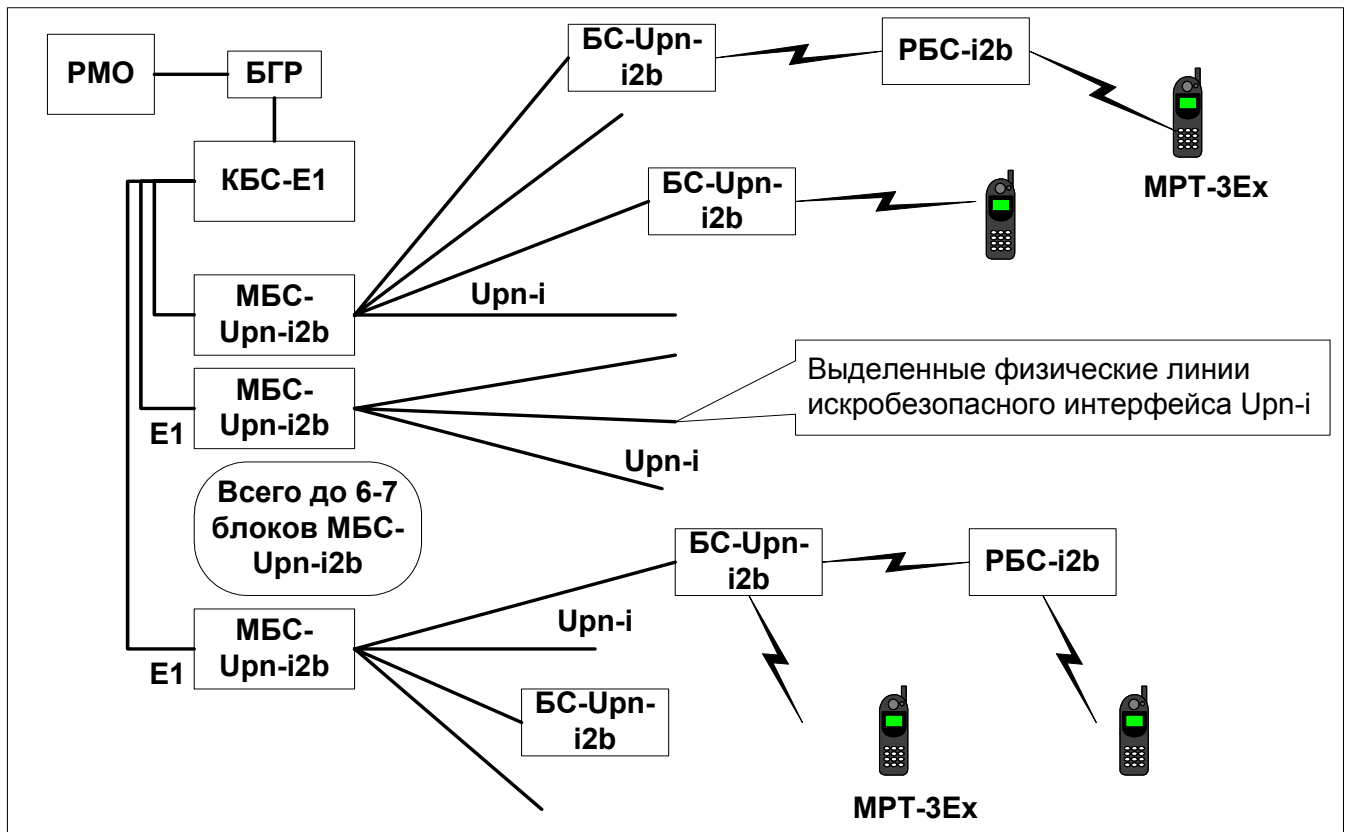 РМО
БГР
КБС-Е1
БС-Upn-
i2b
РБС-i2b
МРТ-3Ех
БС-Upn-
i2b
МБС-
Upn-i2b
Upn-i
МБС-
Upn-i2b
Е1
Выделенные физические линии
искробезопасного интерфейса Upn-i
Upn-i
Всего до 6-7
блоков МБС-
Upn-i2b
БС-Upn-
i2b
РБС-i2b
МБС-
Upn-i2b
Е1
Upn-i
БС-Upn-
i2b
МРТ-3Ех